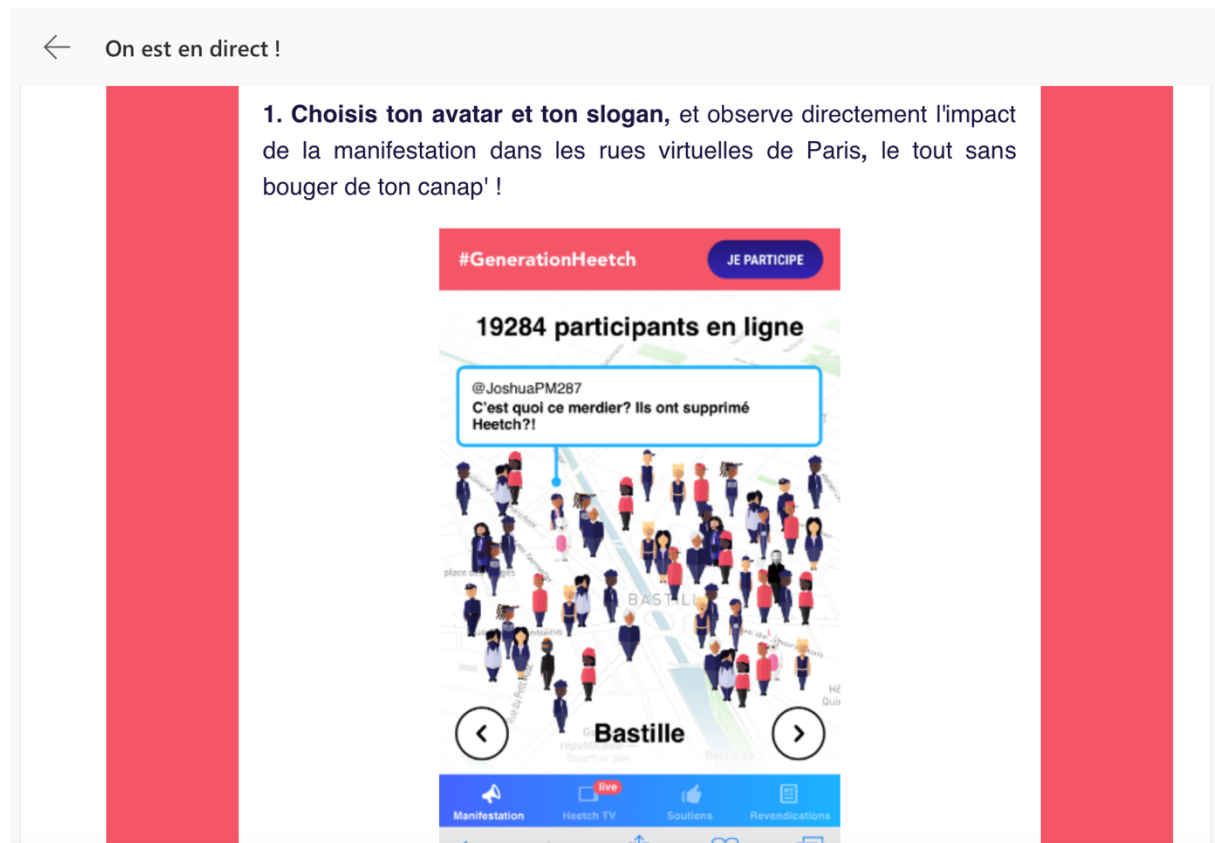 On est en direct !
1. Choisis ton avatar et ton slogan, et observe directement l'impact
de la manifestation dans les rues virtuelles de Paris, le tout sans
bouger de ton canap' !
#GenerationHeetch
JE PARTICIPE
19284 participants en ligne
@JoshuaPM287
C'est quoi ce merdier? Ils ont supprimé
Heetch?!
BASTILL
Bastille
live
Manifestation
Heetch TV
Soutiens
Revendications